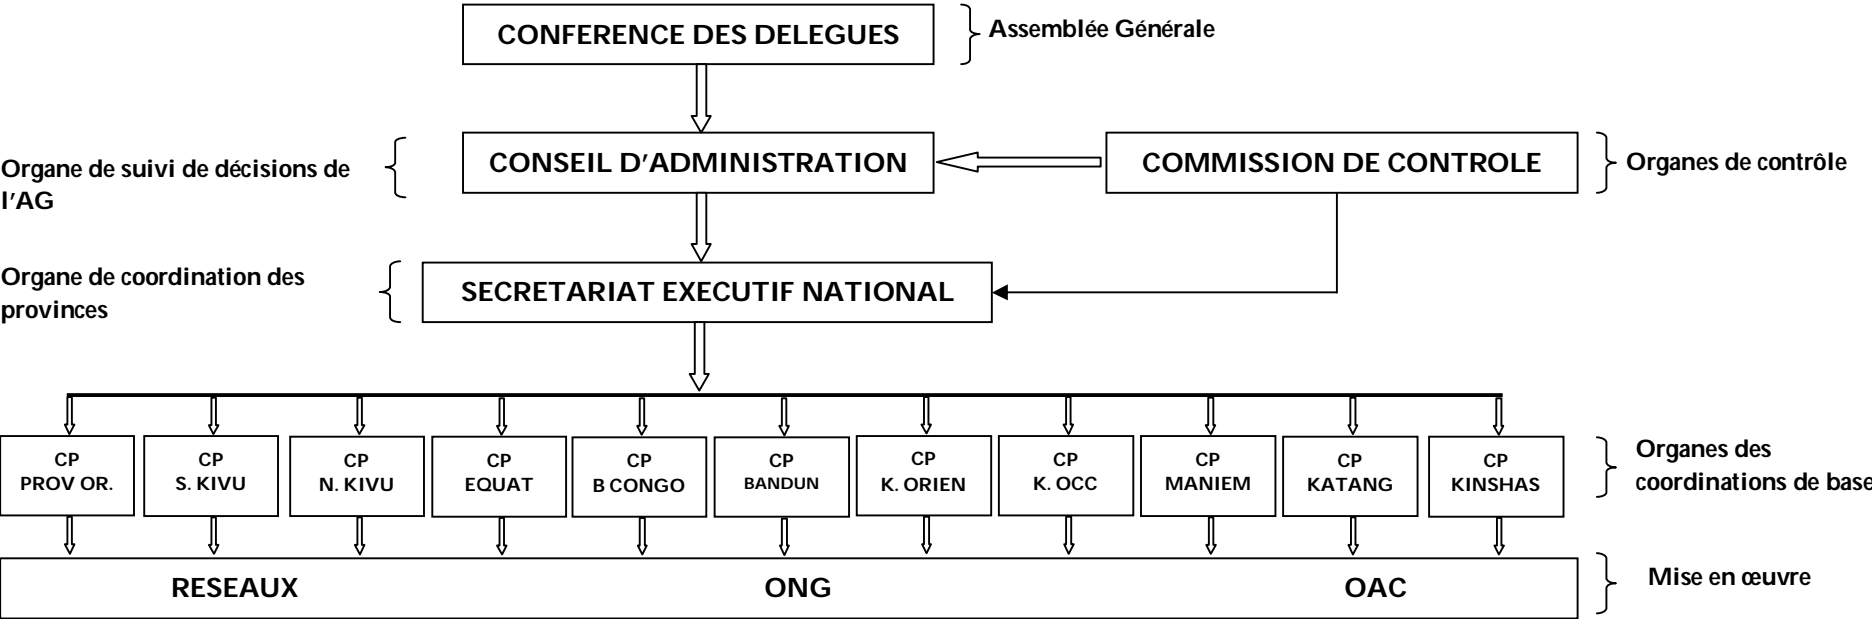 CONFERENCE DES DELEGUES
Assemblée Générale
Organe de suivi de décisions de
l'AG
CONSEIL D'ADMINISTRATION
COMMISSION DE CONTROLE
Organes de contrôle
Organe de coordination des
provinces
SECRETARIAT EXECUTIF NATIONAL
CP
PROV OR.
CP
S. KIVU
CP
N. KIVU
CP
EQUAT
CP
B CONGO
CP
BANDUN
CP
K. ORIEN
CP
K. OCC
CP
MANIEM
CP
KATANG
CP
KINSHAS
Organes des
coordinations de base
RESEAUX
ONG
OAC
Mise en œuvre